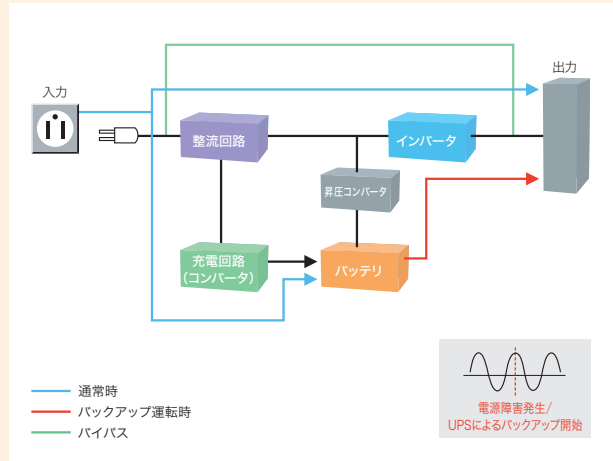 入力
出力
整流回路
インバータ
昇圧コンバータ
充電回路
(コンバータ)
バッテリ
通常時
バックアップ運転時
バイパス
電源障害発生/
UPSによるバックアップ開始